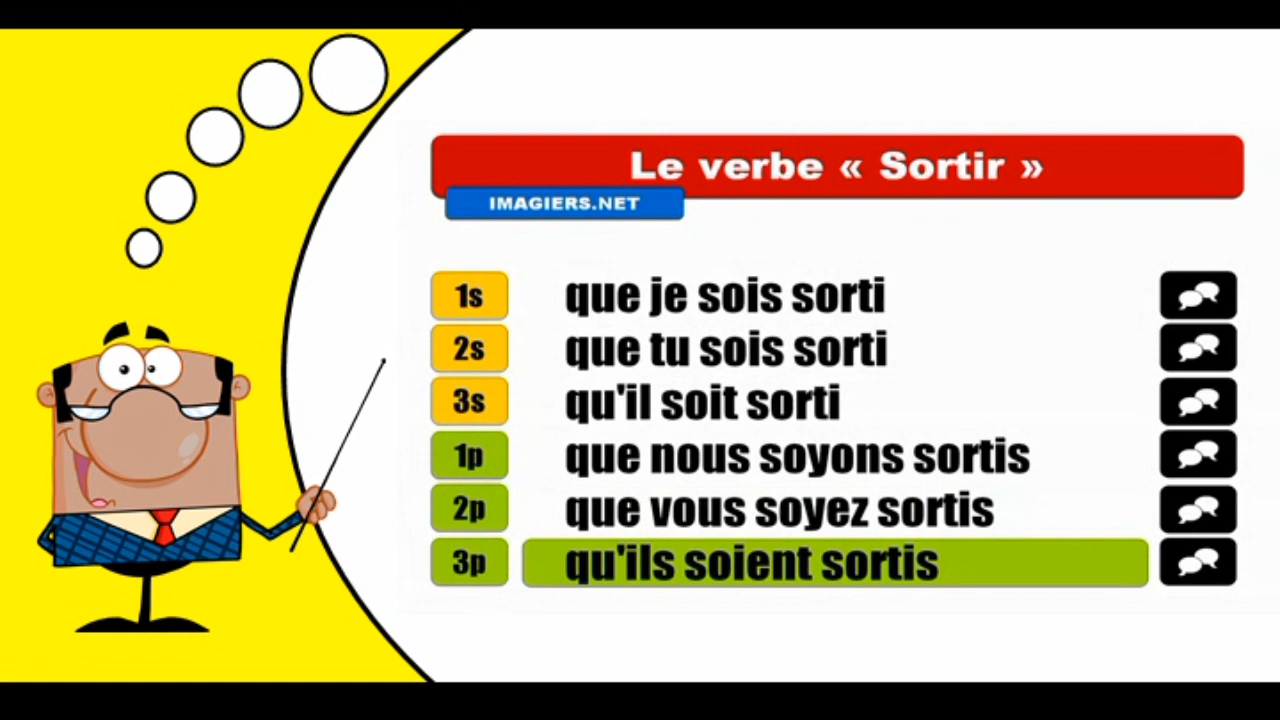 Le verbe « Sortir »
IMAGIERS.NET
1s que je sois sorti
2s que tu sois sorti
3s qu'il soit sorti
1p que nous soyons sortis
2p que vous soyez sortis
3p qu'ils soient sortis